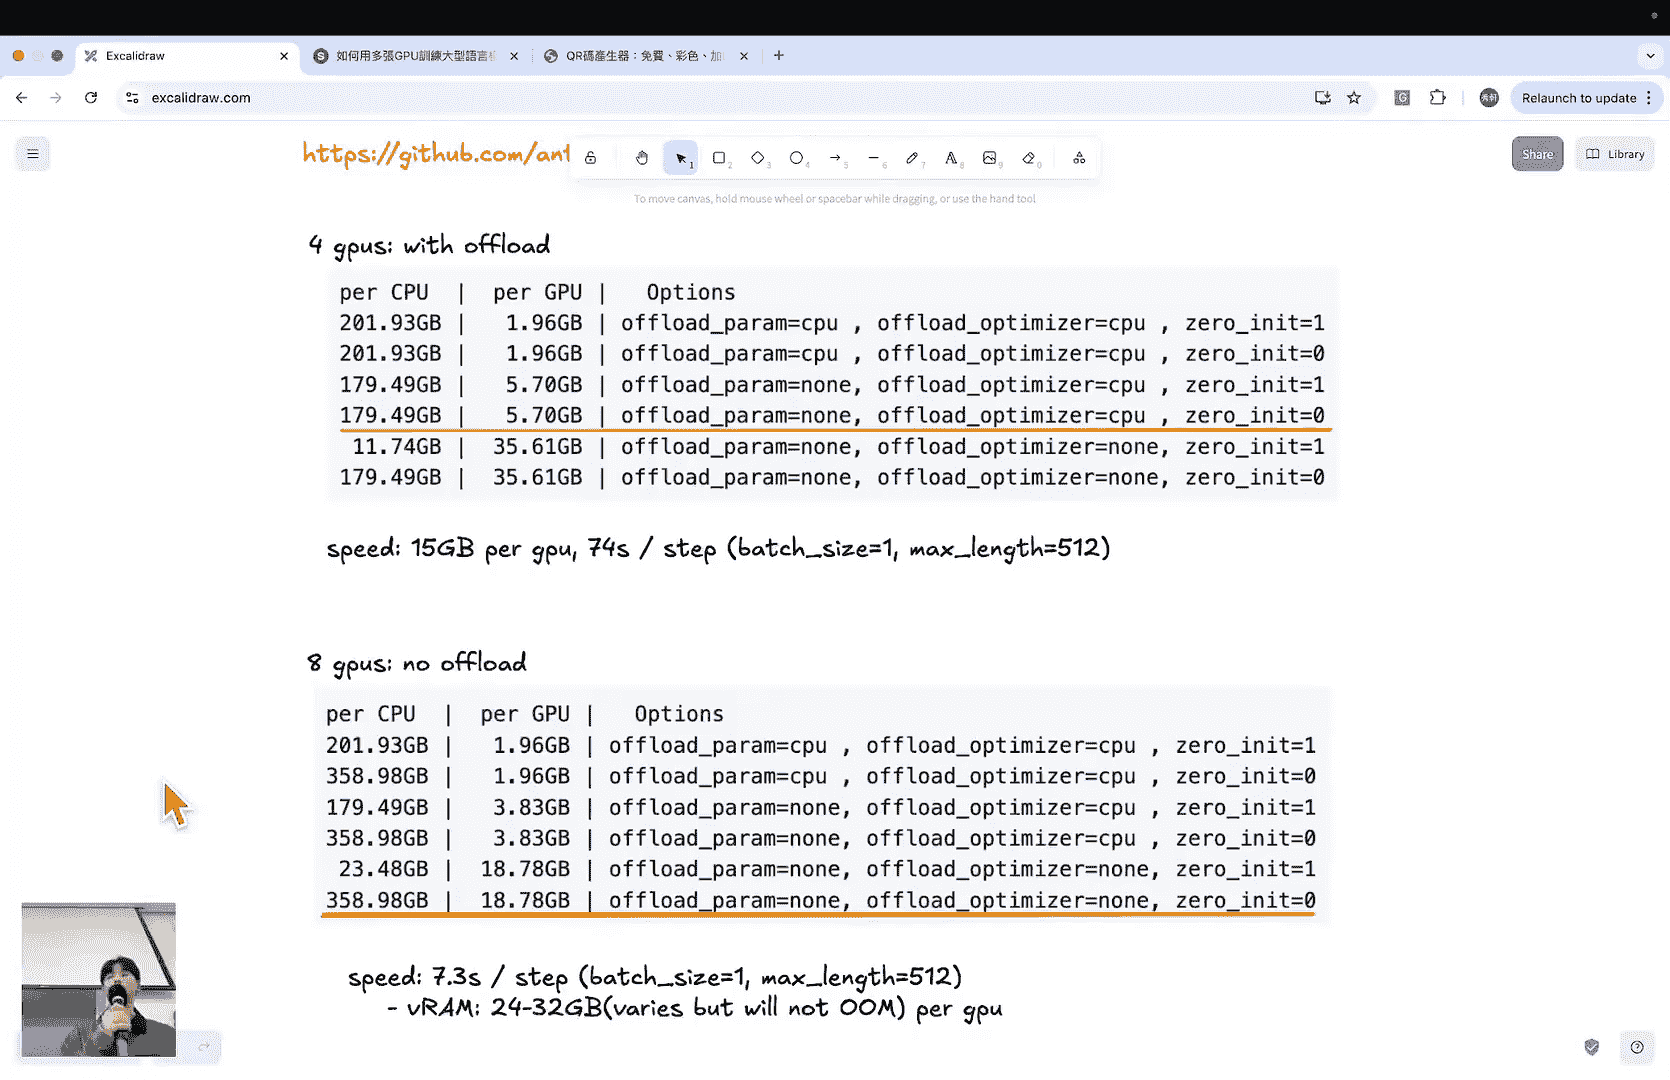 Excalidraw
如何用多張GPU訓練大型語言
QR碼產生器：免費、彩色、加
excalidraw.com
Relaunch to update
https://github.com/ant
1
2
3
4
5
6
7
8
9
0
Share
Library
To move canvas, hold mouse wheel or spacebar while dragging, or use the hand tool
4 gpus: with offload
per CPU | per GPU | Options
201.93GB | 1.96GB | offload_param=cpu , offload_optimizer=cpu , zero_init=1
201.93GB | 1.96GB | offload_param=cpu , offload_optimizer=cpu , zero_init=0
179.49GB | 5.70GB | offload_param=none, offload_optimizer=cpu , zero_init=1
179.49GB | 5.70GB | offload_param=none, offload_optimizer=cpu , zero_init=0
11.74GB | 35.61GB | offload_param=none, offload_optimizer=none, zero_init=1
179.49GB | 35.61GB | offload_param=none, offload_optimizer=none, zero_init=0
speed: 15GB per gpu, 74s / step (batch_size=1, max_length=512)
8 gpus: no offload
per CPU | per GPU | Options
201.93GB | 1.96GB | offload_param=cpu , offload_optimizer=cpu , zero_init=1
358.98GB | 1.96GB | offload_param=cpu , offload_optimizer=cpu , zero_init=0
179.49GB | 3.83GB | offload_param=none, offload_optimizer=cpu , zero_init=1
358.98GB | 3.83GB | offload_param=none, offload_optimizer=cpu , zero_init=0
23.48GB | 18.78GB | offload_param=none, offload_optimizer=none, zero_init=1
358.98GB | 18.78GB | offload_param=none, offload_optimizer=none, zero_init=0
speed: 7.3s / step (batch_size=1, max_length=512)
- vRAM: 24-32GB(varies but will not OOM) per gpu